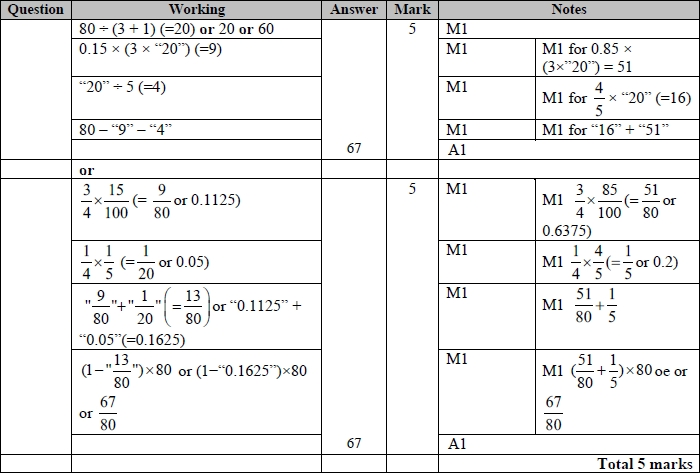 Question Working Answer Mark Notes
80 ÷ (3 + 1) (=20) or 20 or 60 5 M1
0.15 × (3 × “20”) (=9) M1 M1 for 0.85 ×
(3×”20”) = 51
“20” ÷ 5 (=4) M1 M1 for 4/5 × “20” (=16)
80 – “9” – “4” M1 M1 for “16” + “51”
67 A1
or
3/4 × 15/100 (= 9/80 or 0.1125) 5 M1 M1 3/4 × 85/100 (= 51/80 or
0.6375)
1/4 × 1/5 (= 1/20 or 0.05) M1 M1 1/4 × 4/5 (= 1/5 or 0.2)
"9/80" + "1/20" (= 13/80) or “0.1125” + M1 M1 51/80 + 1/5
“0.05”(=0.1625)
(1−"13/80")×80 or (1−“0.1625”)×80 M1 M1 (51/80 + 1/5)×80 oe or
or 67/80 67/80
67 A1
Total 5 marks